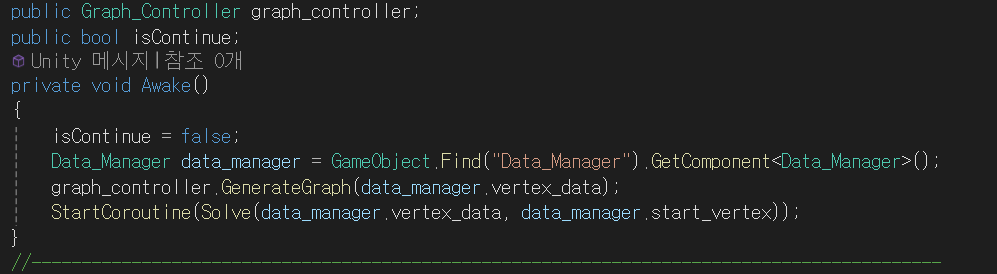 public Graph_Controller graph_controller;
public bool isContinue;
Unity 메시지|참조 0개
private void Awake()
{
isContinue = false;
Data_Manager data_manager = GameObject.Find("Data_Manager").GetComponent<Data_Manager>();
graph_controller.GenerateGraph(data_manager.vertex_data);
StartCoroutine(Solve(data_manager.vertex_data, data_manager.start_vertex));
}
//-------------------------------------------------------------------------------------------